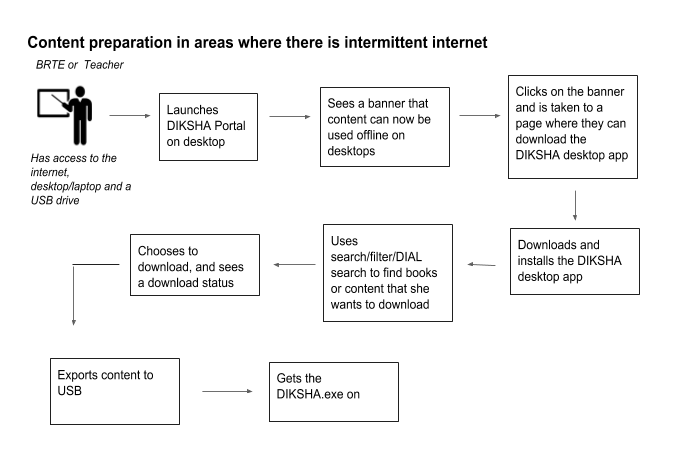 Content preparation in areas where there is intermittent internet
BRTE or  Teacher
Has access to the
internet,
desktop/laptop and a
USB drive
Launches
DIKSHA Portal
on desktop
Sees a banner that
content can now be
used offline on
desktops
Clicks on the banner
and is taken to a
page where they can
download the
DIKSHA desktop app
Downloads and
installs the DIKSHA
desktop app
Uses
search/filter/DIAL
search to find books
or content that she
wants to download
Chooses to
download, and sees
a download status
Exports content to
USB
Gets the
DIKSHA.exe on